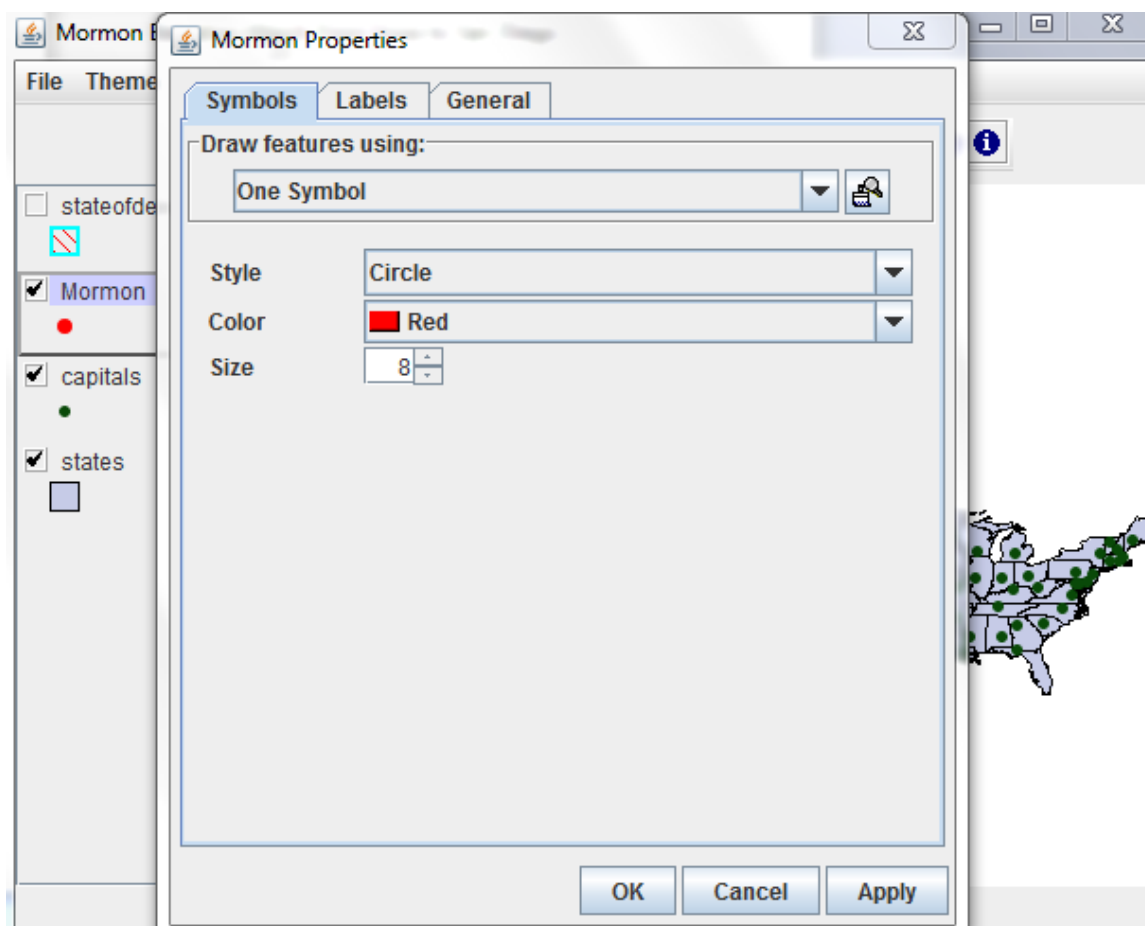 Mormon
Mormon Properties
File Theme
Symbols Labels General
Draw features using:
One Symbol
stateofde
Style Circle
Mormon
Color Red
Size 8
capitals
states
OK Cancel Apply